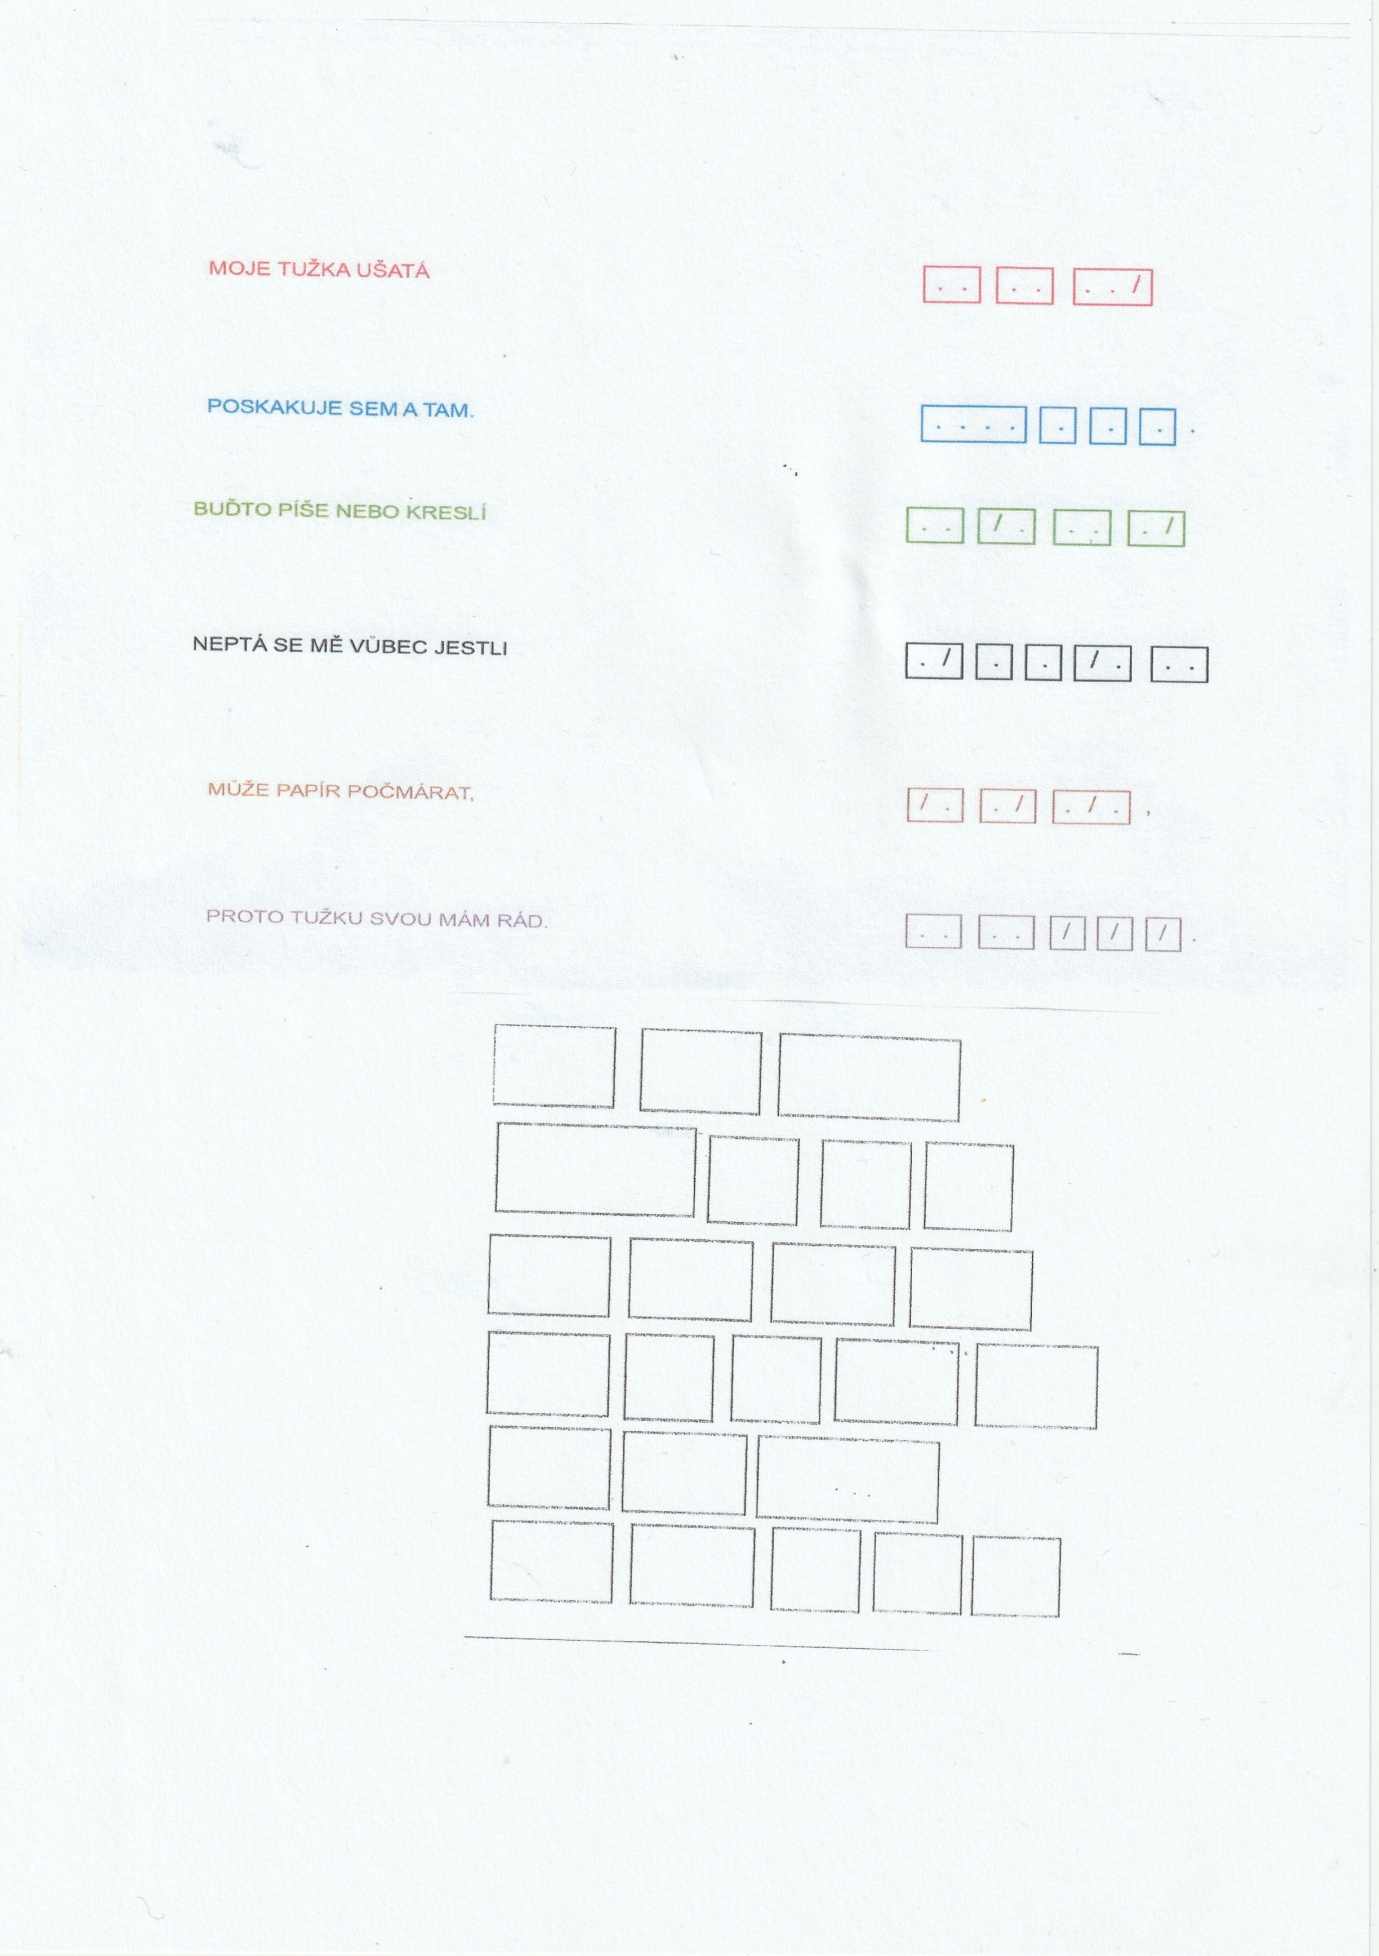 MOJE TUŽKA UŠATÁ
. . . . . . /
POSKAKUJE SEM A TAM.
. . . . . . . .
BUĎTO PÍŠE NEBO KRESLÍ
. . / . . . . /
NEPTÁ SE MĚ VŮBEC JESTLI
. / . . / . . .
MŮŽE PAPÍR POČMÁRAT,
/ . . / . / . ,
PROTO TUŽKU SVOU MÁM RÁD.
. . . . / / / .